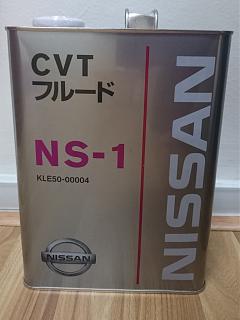 CVT
フルード
NS-1
KLE50-00004
NISSAN
NISSAN